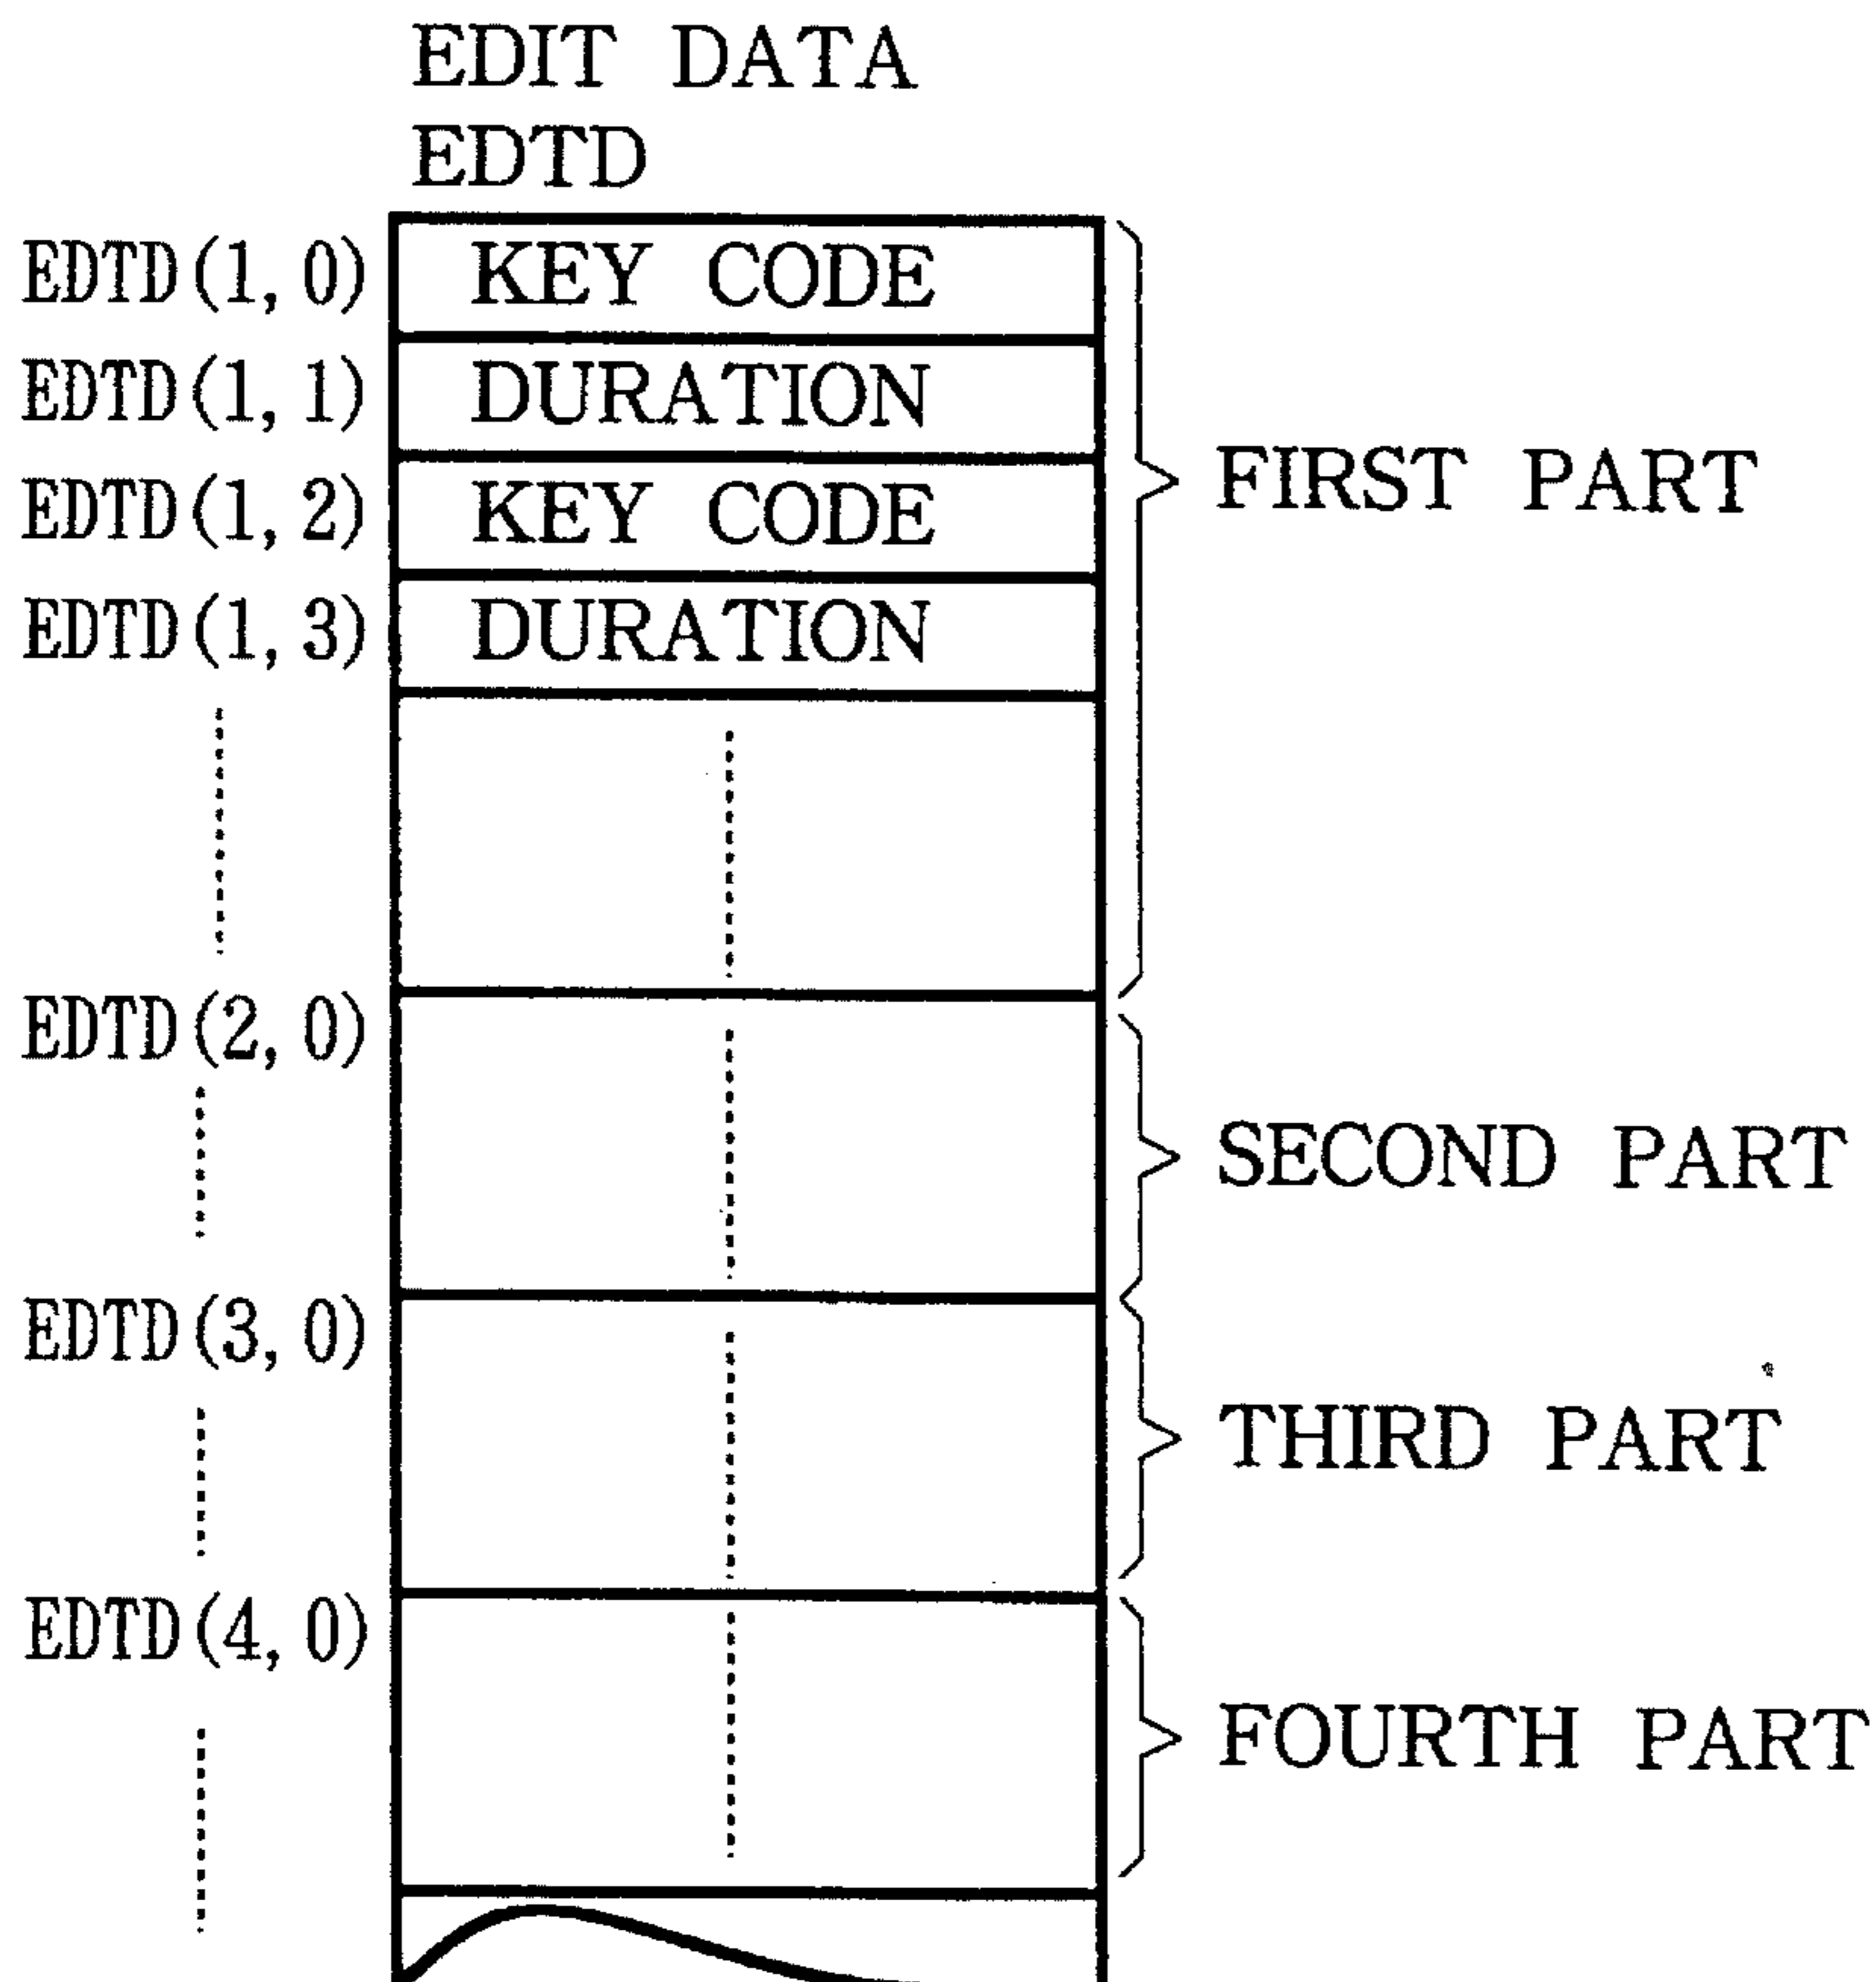 EDIT DATA
EDTD
EDTD(1, 0) KEY CODE
EDTD(1, 1) DURATION
EDTD(1, 2) KEY CODE
FIRST PART
EDTD(1, 3) DURATION
EDTD(2, 0)
SECOND PART
EDTD(3, 0)
THIRD PART
EDTD(4, 0)
FOURTH PART